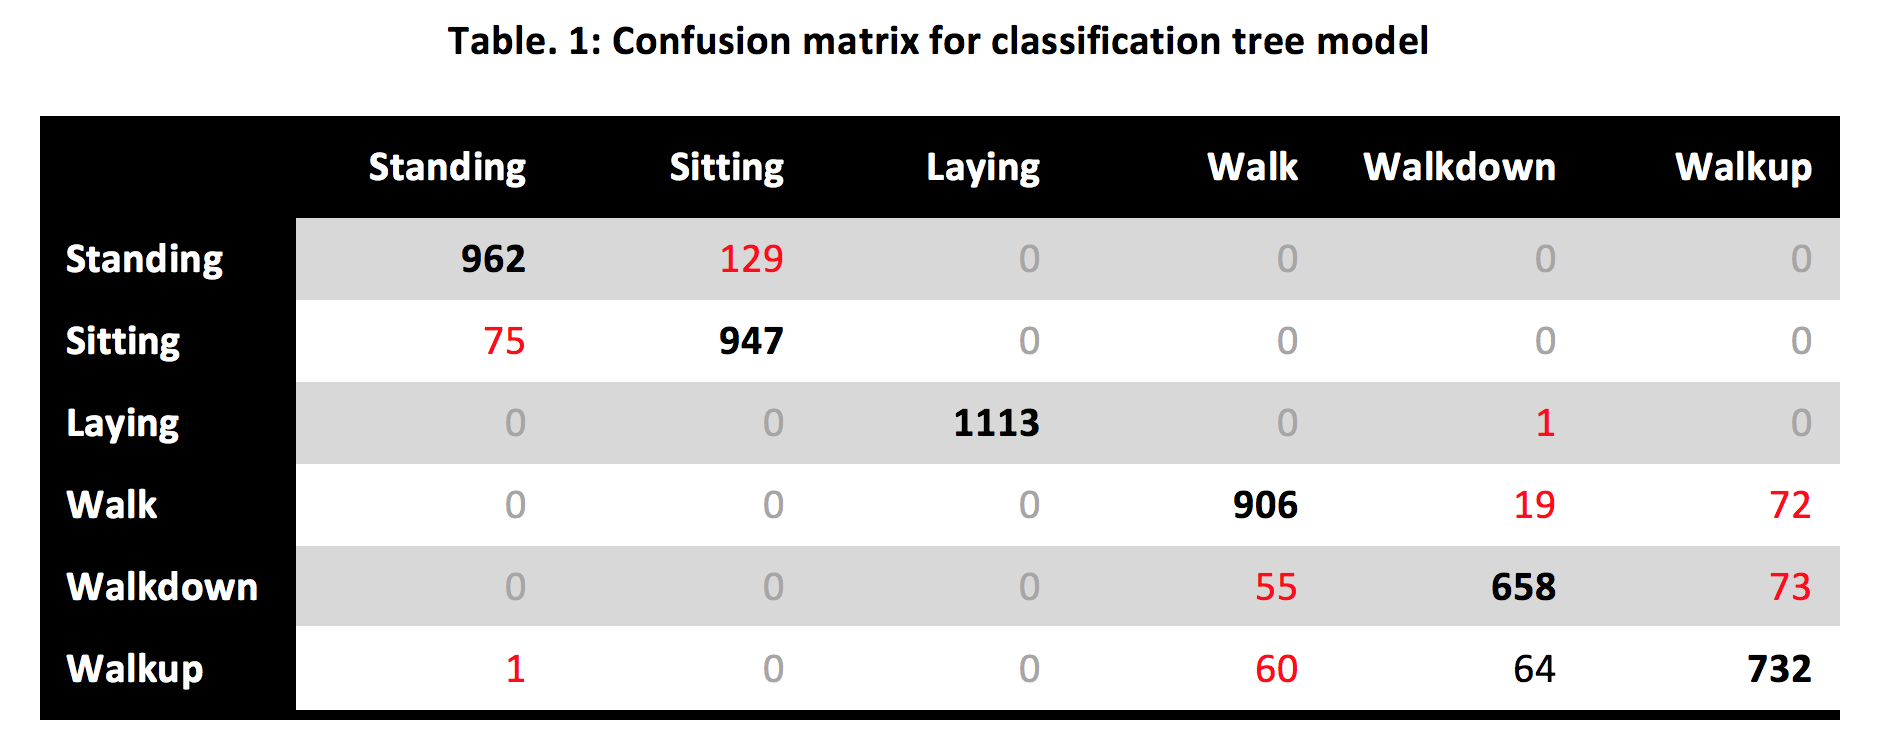 Table. 1: Confusion matrix for classification tree model
Standing Sitting Laying Walk Walkdown Walkup
Standing 962 129 0 0 0 0
Sitting 75 947 0 0 0 0
Laying 0 0 1113 0 1 0
Walk 0 0 0 906 19 72
Walkdown 0 0 0 55 658 73
Walkup 1 0 0 60 64 732